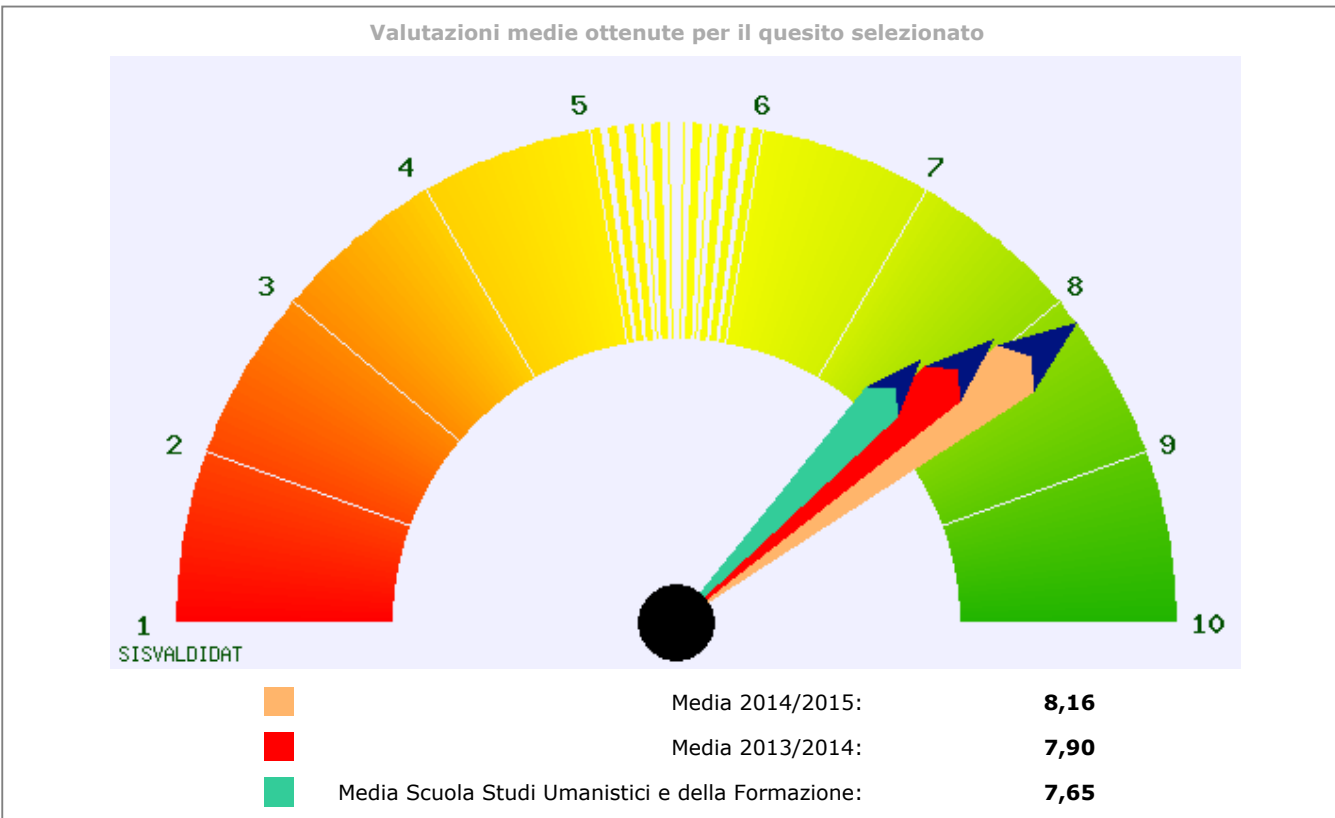 Valutazioni medie ottenute per il quesito selezionato
5 6
4 7
3 8
2 9
1 10
SISVALDIDAT
Media 2014/2015: 8,16
Media 2013/2014: 7,90
Media Scuola Studi Umanistici e della Formazione: 7,65